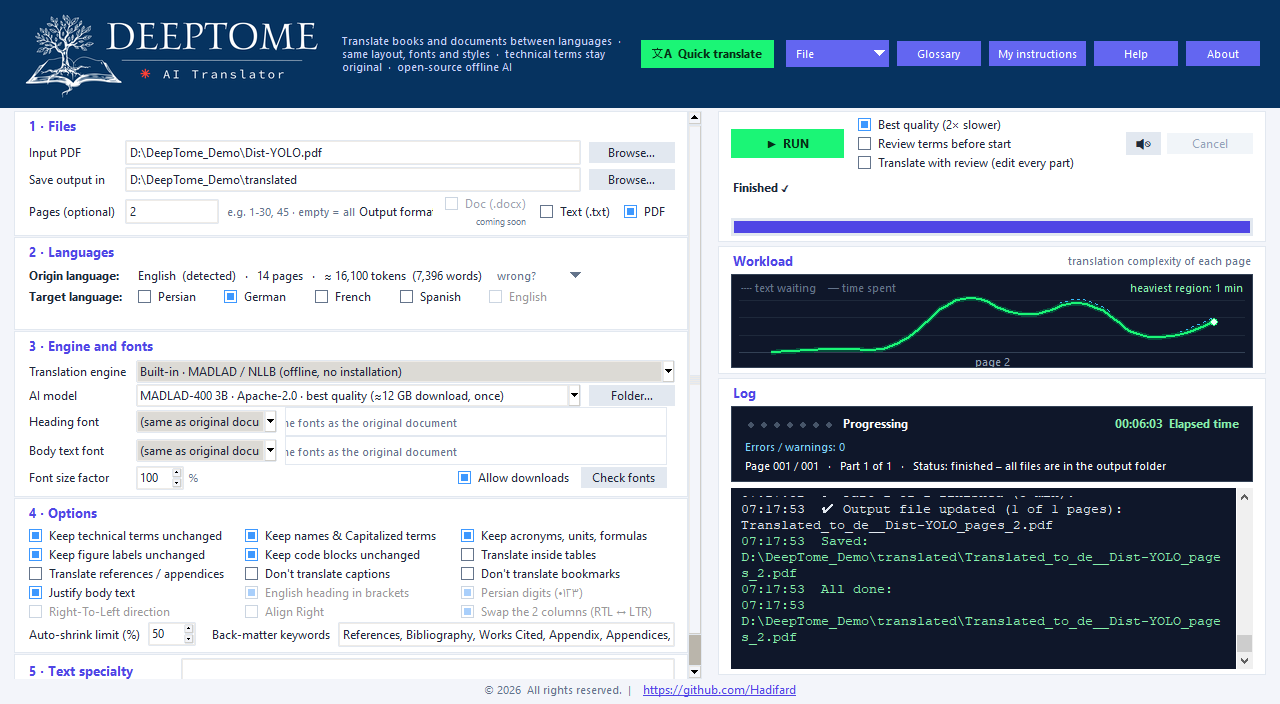 DEEPTOME
AI Translator
Translate books and documents between languages ·
same layout, fonts and styles · technical terms stay
original · open-source offline AI
文A Quick translate
File
Glossary
My instructions
Help
About
1 · Files
Input PDF
D:\DeepTome_Demo\Dist-YOLO.pdf
Browse...
Save output in
D:\DeepTome_Demo\translated
Browse...
Pages (optional)
2
e.g. 1-30, 45 · empty = all
Output format
Doc (.docx)
coming soon
Text (.txt)
PDF
2 · Languages
Origin language: English (detected) · 14 pages · ≈ 16,100 tokens (7,396 words) wrong?
Target language: Persian German French Spanish English
3 · Engine and fonts
Translation engine
Built-in · MADLAD / NLLB (offline, no installation)
AI model
MADLAD-400 3B · Apache-2.0 · best quality (≈12 GB download, once)
Folder...
Heading font
(same as original docu
he fonts as the original document
Body text font
(same as original docu
he fonts as the original document
Font size factor
100
%
Allow downloads
Check fonts
4 · Options
Keep technical terms unchanged
Keep names & Capitalized terms
Keep acronyms, units, formulas
Keep figure labels unchanged
Keep code blocks unchanged
Translate inside tables
Translate references / appendices
Don't translate captions
Don't translate bookmarks
Justify body text
English heading in brackets
Persian digits (۰۱۲۳)
Right-To-Left direction
Align Right
Swap the 2 columns (RTL ↔ LTR)
Auto-shrink limit (%)
50
Back-matter keywords
References, Bibliography, Works Cited, Appendix, Appendices,
5 · Text specialty
► RUN
Best quality (2× slower)
Review terms before start
Translate with review (edit every part)
Cancel
Finished ✓
Workload
translation complexity of each page
text waiting
time spent
heaviest region: 1 min
page 2
Log
Progressing
00:06:03 Elapsed time
Errors / warnings: 0
Page 001 / 001 · Part 1 of 1 · Status: finished – all files are in the output folder
07:17:53 ✔ Output file updated (1 of 1 pages):
Translated_to_de__Dist-YOLO_pages_2.pdf
07:17:53 Saved:
D:\DeepTome_Demo\translated\Translated_to_de__Dist-YOLO_page
s_2.pdf
07:17:53 All done:
07:17:53
D:\DeepTome_Demo\translated\Translated_to_de__Dist-YOLO_page
s_2.pdf
© 2026 All rights reserved. | https://github.com/Hadifard